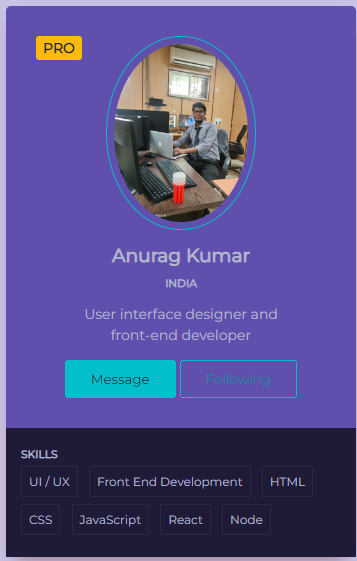 PRO
Anurag Kumar
INDIA
User interface designer and
front-end developer
Message Following
SKILLS
UI / UX Front End Development HTML
CSS JavaScript React Node